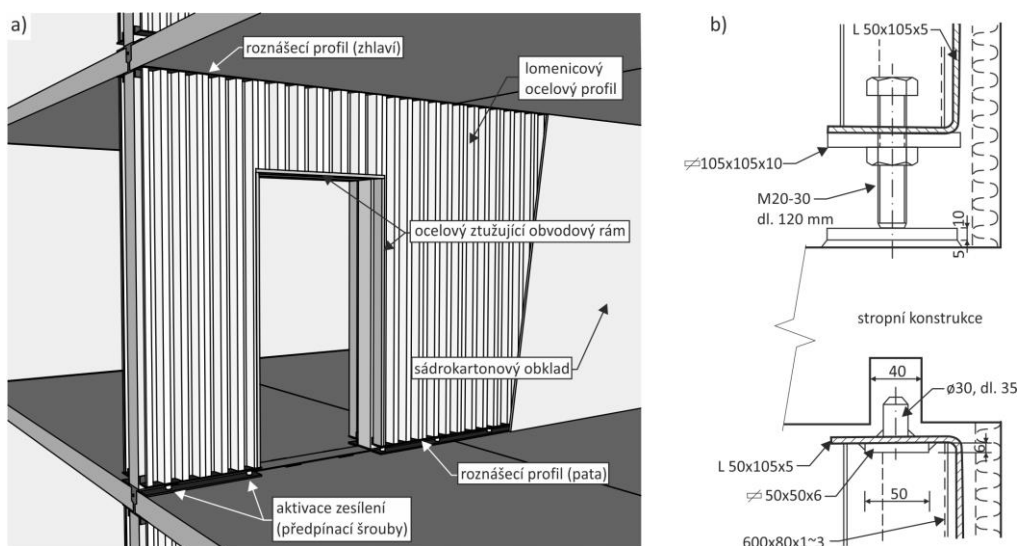 a)
roznášecí profil (zhlaví)
lomenicový
ocelový profil
ocelový ztužující obvodový rám
sádrokartonový obklad
roznášecí profil (pata)
aktivace zesílení
(předpínací šrouby)
b)
L 50x105x5
105x105x10
M20-30
dl. 120 mm
10
5
stropní konstrukce
40
ø30, dl. 35
6
L 50x105x5
50x50x6
50
600x80x1~3